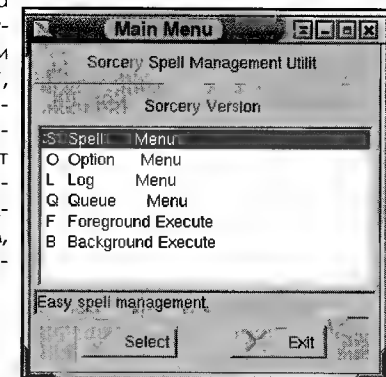 Main Menu
Sorcery Spell Management Utilit
Sorcery Version
S Spell Menu
O Option Menu
L Log Menu
Q Queue Menu
F Foreground Execute
B Background Execute
Easy spell management.
Select Exit